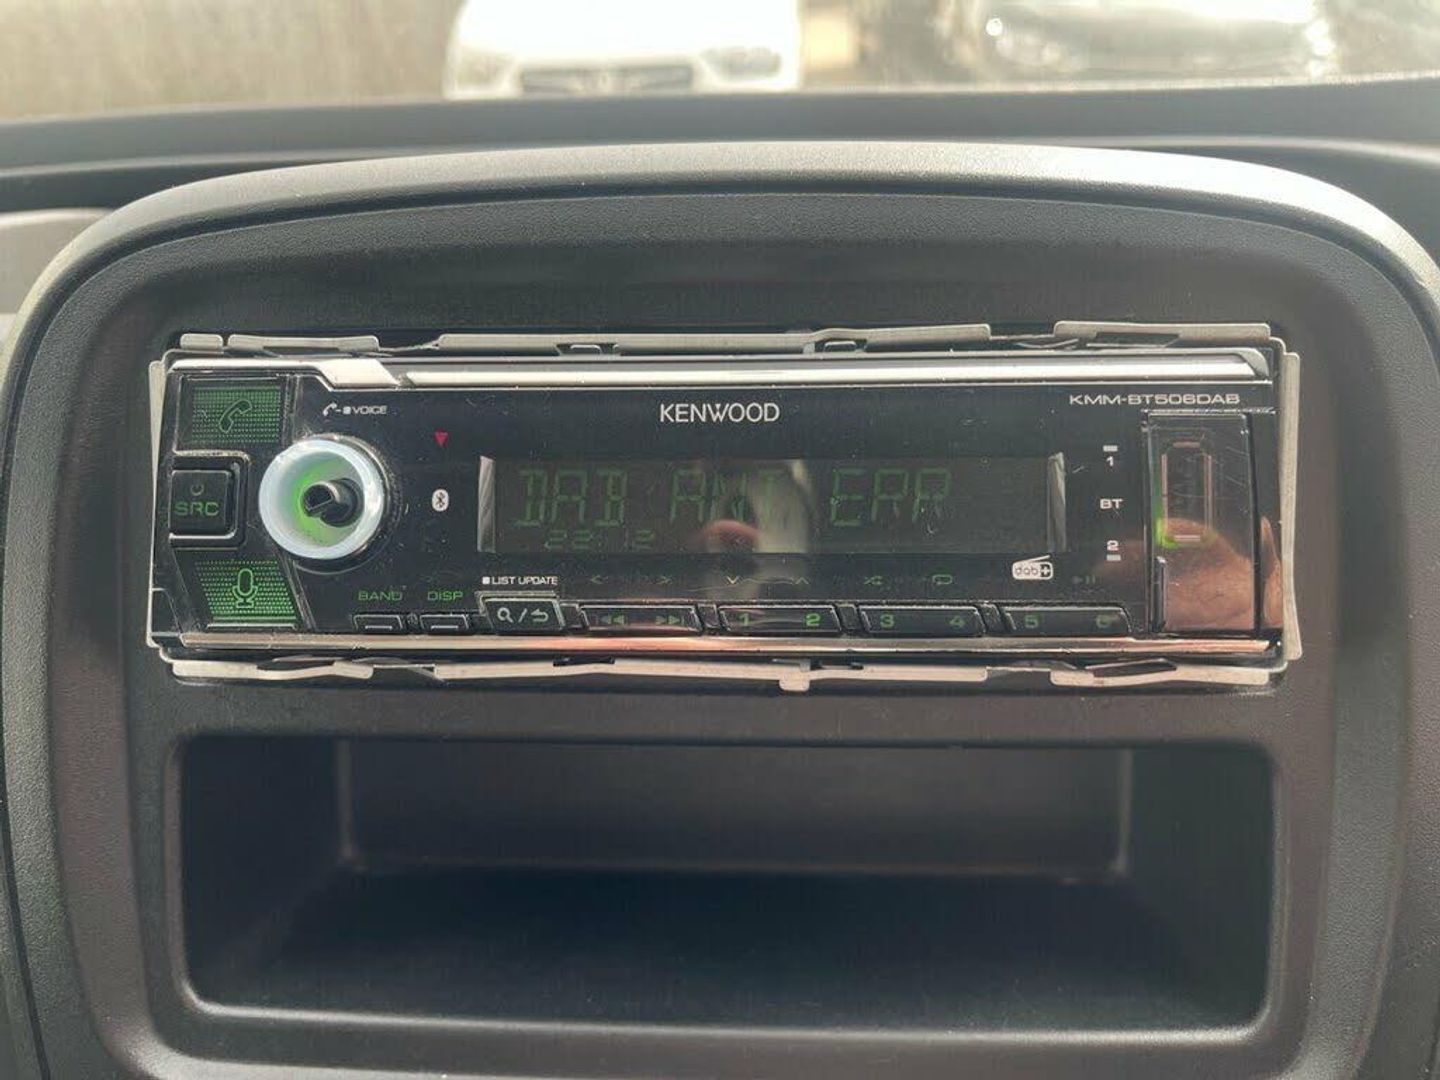 VOICE
KENWOOD
KMM-BT506DAB
SRC
DAB ANT ERR
22:12
1
BT
2
dab+
LIST UPDATE
BAND DISP
1 2 3 4 5 6